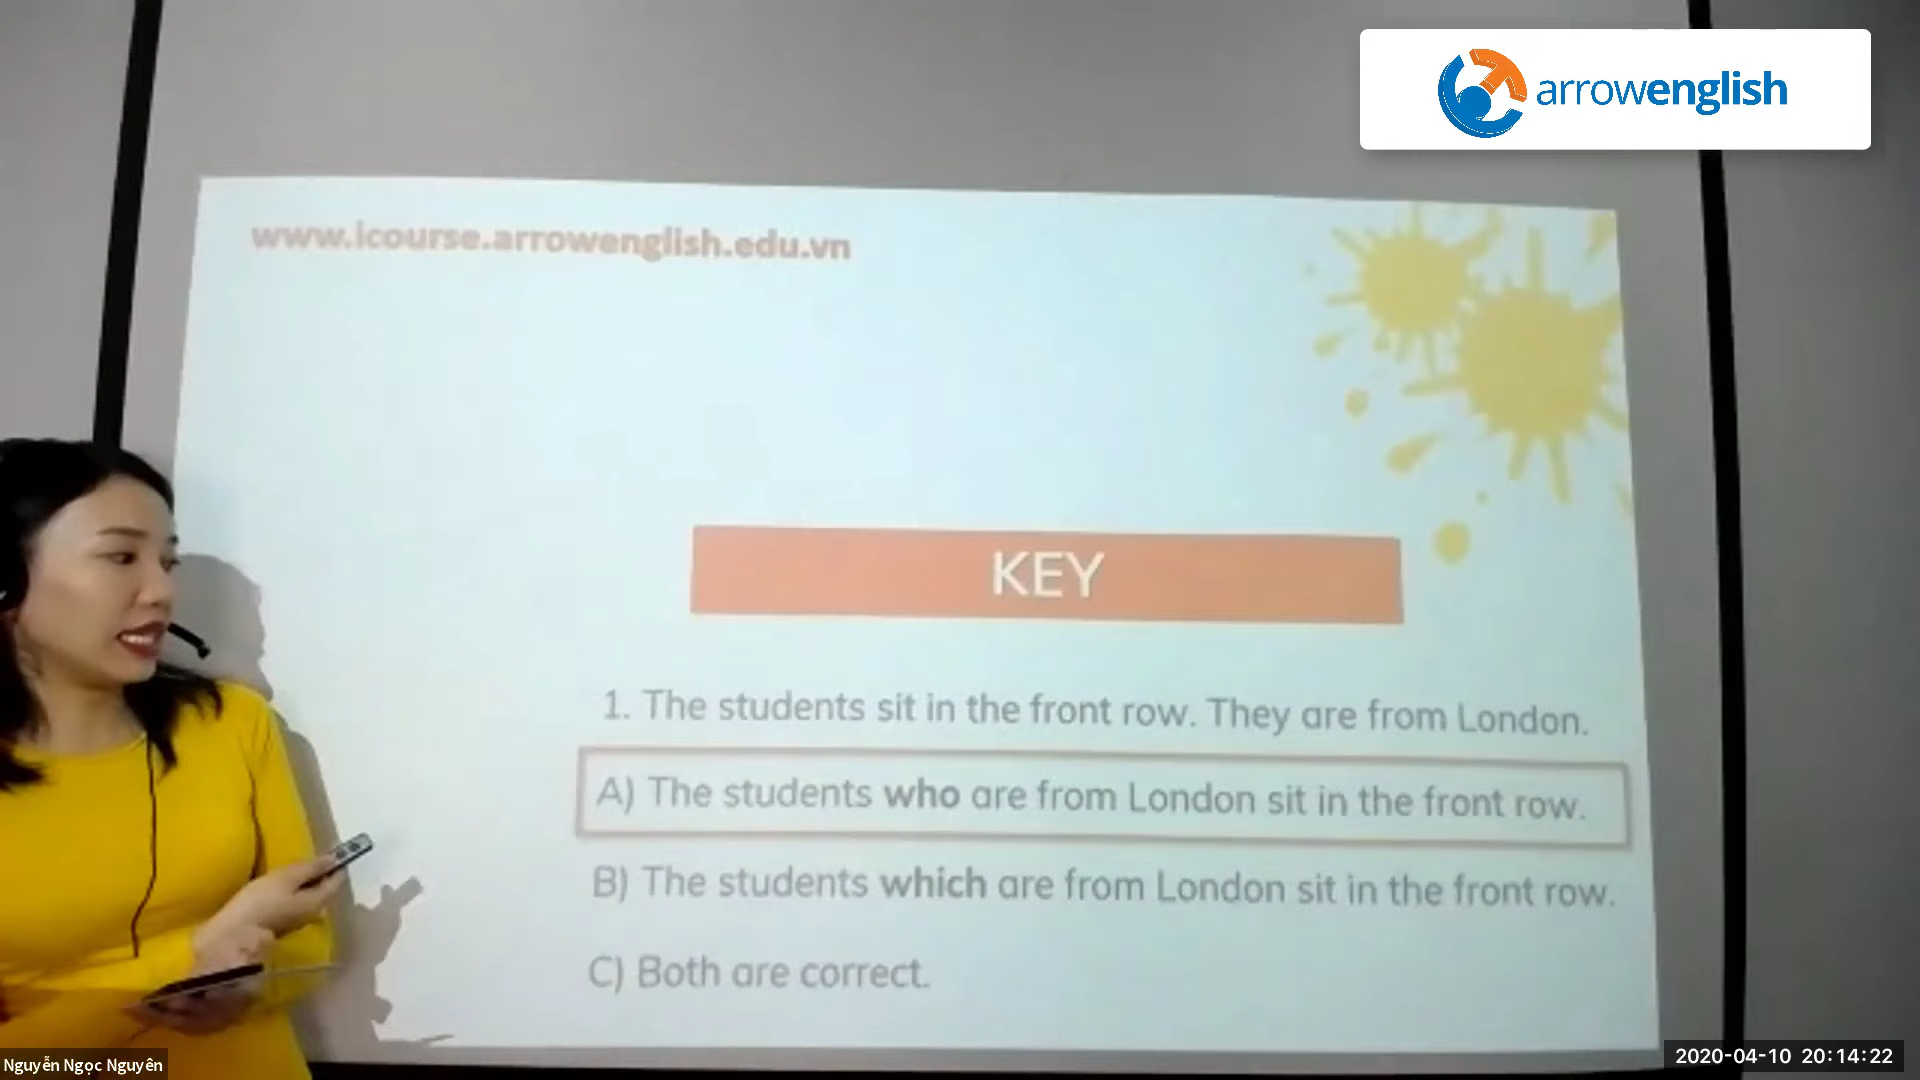 arrowenglish
www.icourse.arrowenglish.edu.vn
KEY
1. The students sit in the front row. They are from London.
A) The students who are from London sit in the front row.
B) The students which are from London sit in the front row.
C) Both are correct.
Nguyễn Ngọc Nguyên
2020-04-10 20:14:22